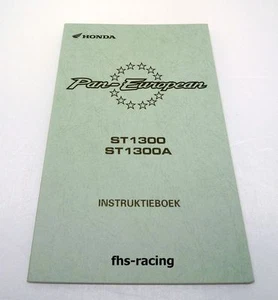 HONDA
Pan-European
ST1300
ST1300A
INSTRUKTIEBOEK
fhs-racing